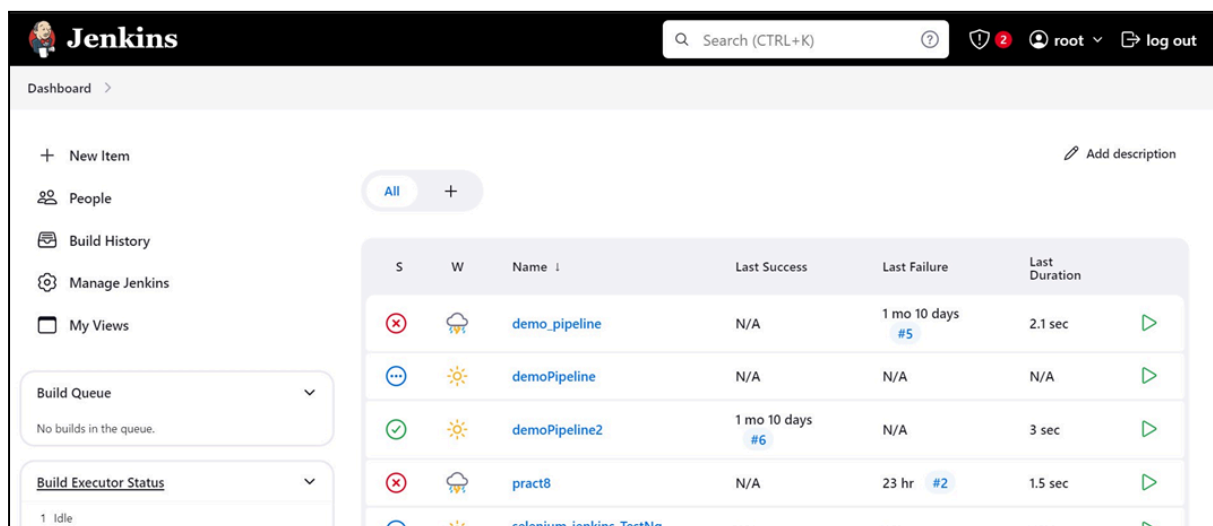 Jenkins
Search (CTRL+K)
2
root
log out
Dashboard
New Item
People
Build History
Manage Jenkins
My Views
Build Queue
No builds in the queue.
Build Executor Status
1 Idle
Add description
All +
S W Name ↓ Last Success Last Failure Last Duration
demo_pipeline N/A 1 mo 10 days #5 2.1 sec
demoPipeline N/A N/A N/A
demoPipeline2 1 mo 10 days #6 N/A 3 sec
pract8 N/A 23 hr #2 1.5 sec
selenium-jenkins-TestNg